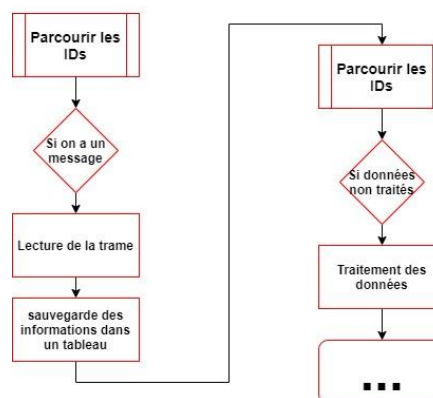 Parcourir les
IDs
Si on a un
message
Lecture de la trame
sauvegarde des
informations dans
un tableau
Parcourir les
IDs
Si données
non traités
Traitement des
données
...